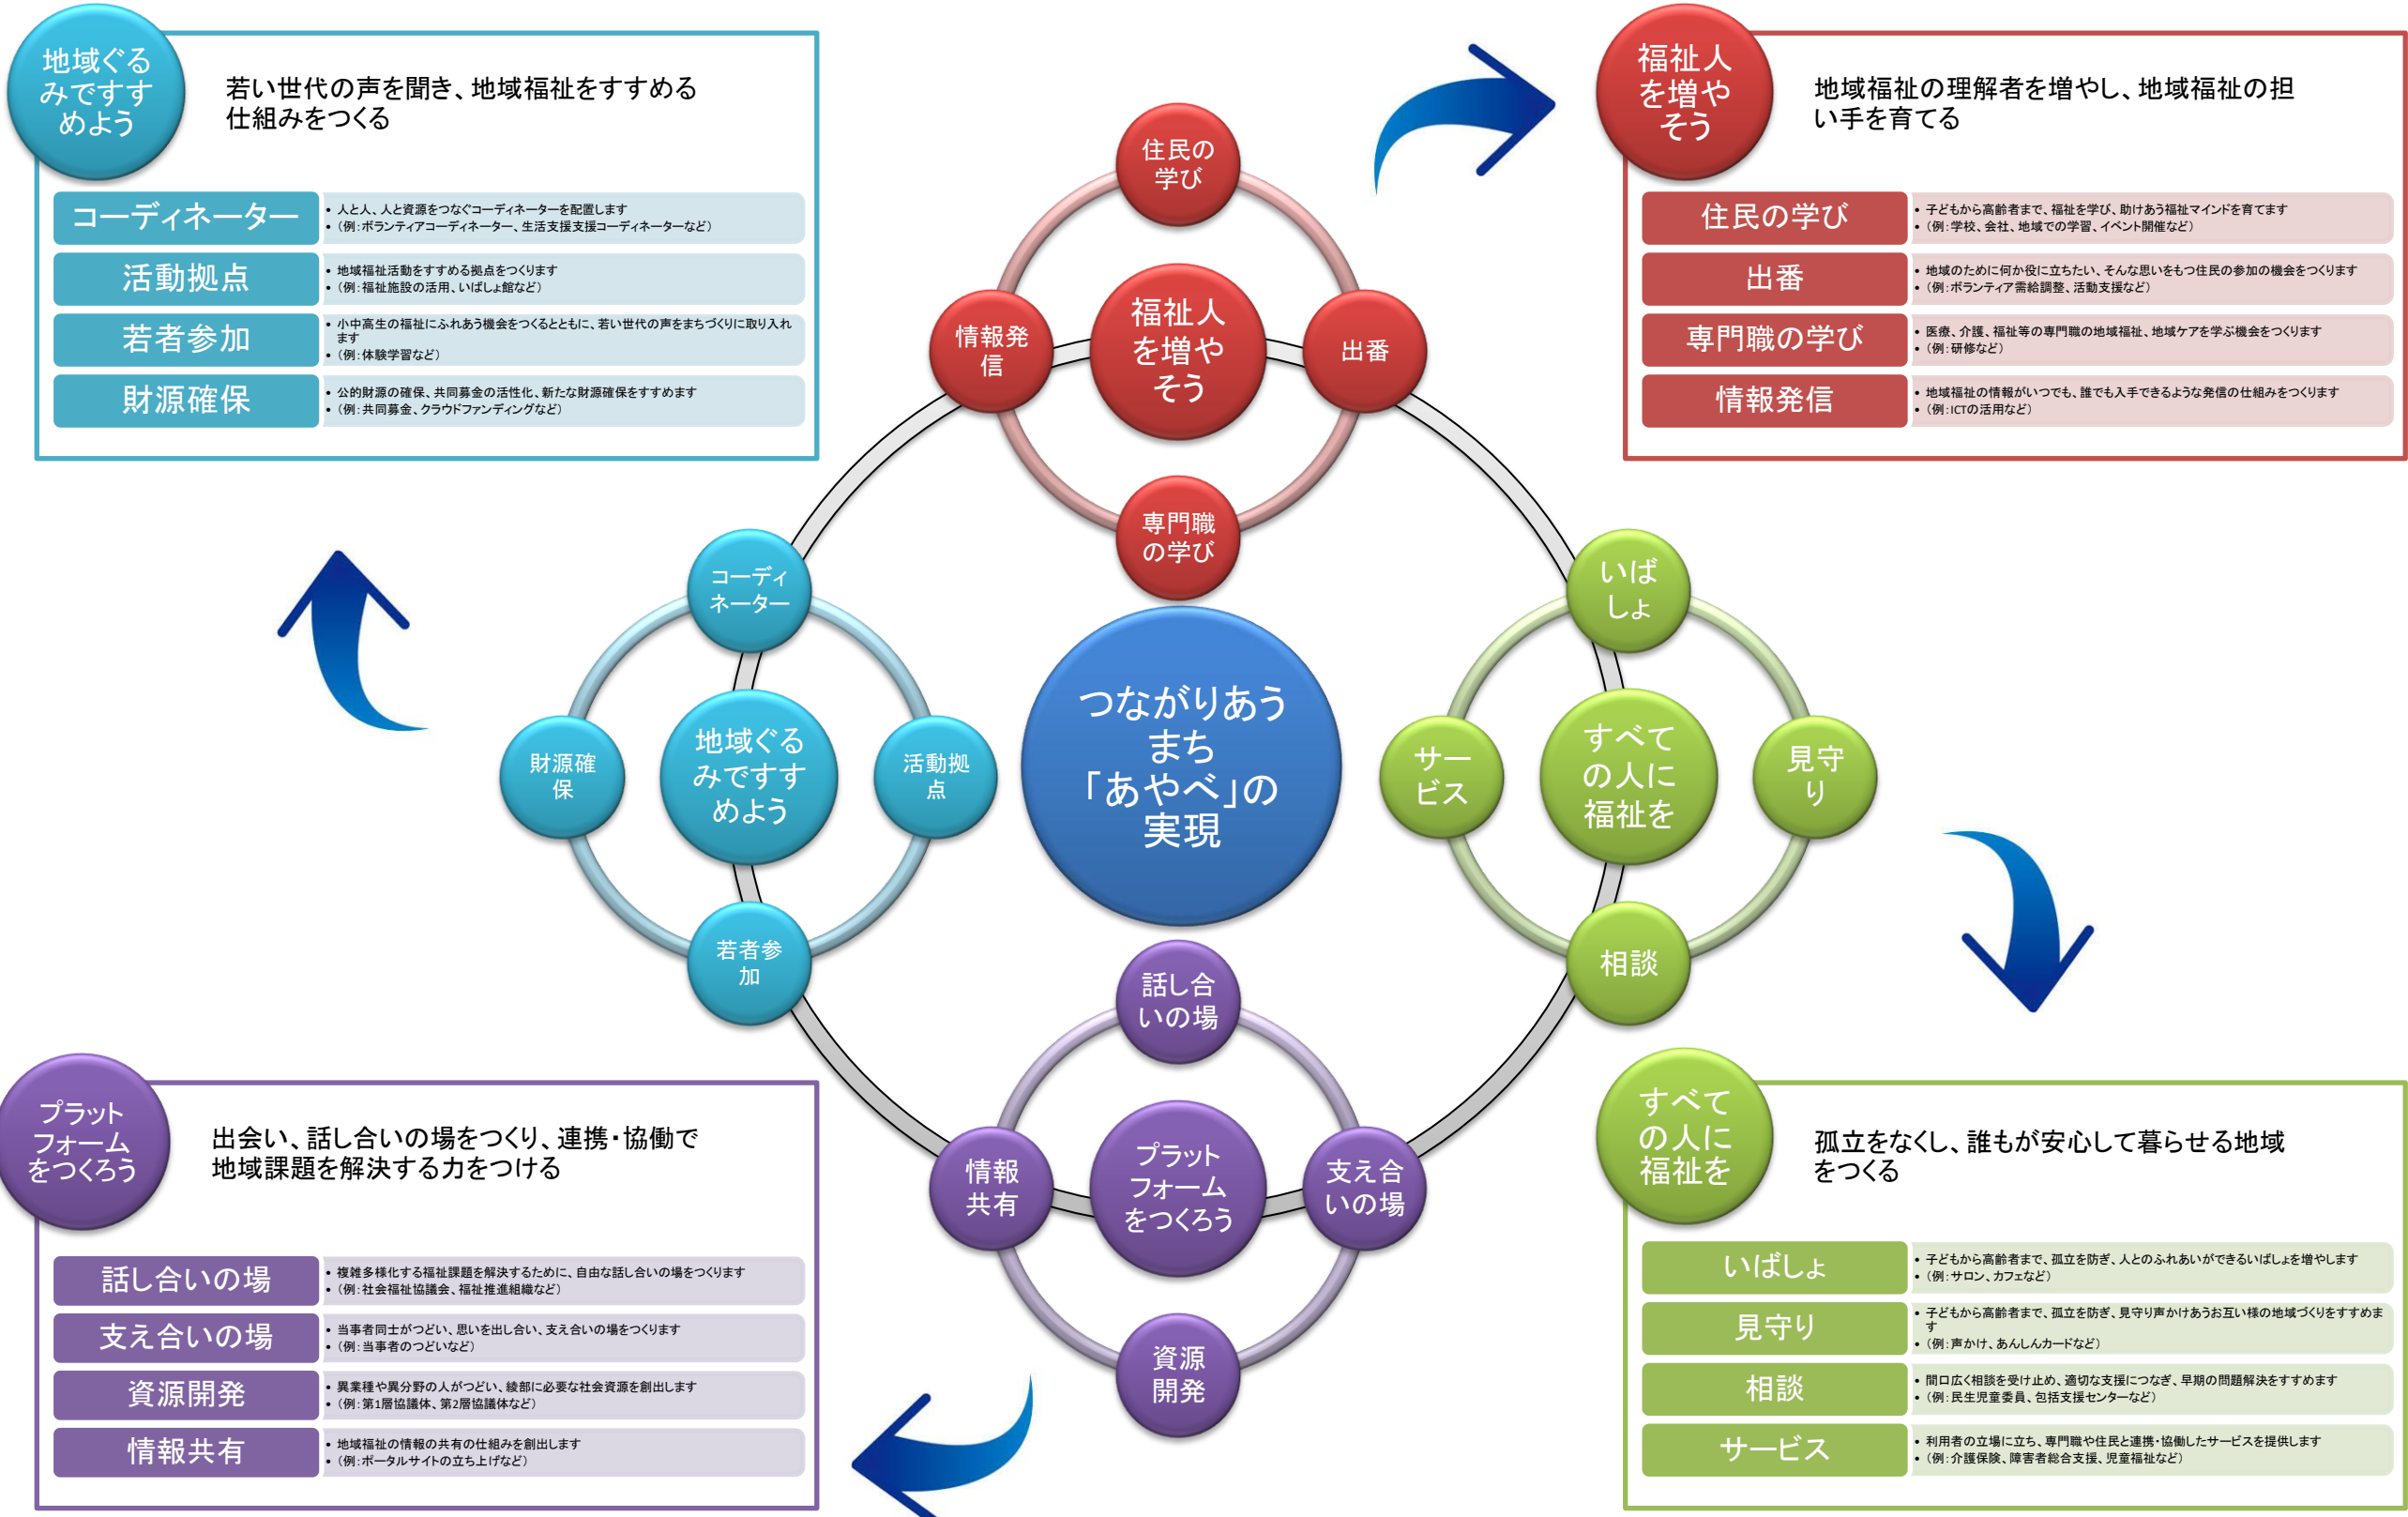 地域ぐる
みですす
めよう
若い世代の声を聞き、地域福祉をすすめる
仕組みをつくる
コーディネーター
• 人と人、人と資源をつなぐコーディネーターを配置します
• （例：ボランティアコーディネーター、生活支援支援コーディネーターなど）
活動拠点
• 地域福祉活動をすすめる拠点をつくります
• （例：福祉施設の活用、いばしょ館など）
若者参加
• 小中高生の福祉にふれあう機会をつくるとともに、若い世代の声をまちづくりに取り入れ
ます
• （例：体験学習など）
財源確保
• 公的財源の確保、共同募金の活性化、新たな財源確保をすすめます
• （例：共同募金、クラウドファンディングなど）
福祉人
を増や
そう
地域福祉の理解者を増やし、地域福祉の担
い手を育てる
住民の学び
• 子どもから高齢者まで、福祉を学び、助けあう福祉マインドを育てます
• （例：学校、会社、地域での学習、イベント開催など）
出番
• 地域のために何か役に立ちたい、そんな思いをもつ住民の参加の機会をつくります
• （例：ボランティア需給調整、活動支援など）
専門職の学び
• 医療、介護、福祉等の専門職の地域福祉、地域ケアを学ぶ機会をつくります
• （例：研修など）
情報発信
• 地域福祉の情報がいつでも、誰でも入手できるような発信の仕組みをつくります
• （例：ICTの活用など）
住民の
学び
情報発
信
福祉人
を増や
そう
出番
専門職
の学び
コーディ
ネーター
財源確
保
地域ぐる
みですす
めよう
活動拠
点
若者参
加
つながりあう
まち
「あやべ」の
実現
いば
しょ
サー
ビス
すべて
の人に
福祉を
見守
り
相談
話し合
いの場
情報
共有
プラット
フォーム
をつくろう
支え合
いの場
資源
開発
プラット
フォーム
をつくろう
出会い、話し合いの場をつくり、連携・協働で
地域課題を解決する力をつける
話し合いの場
• 複雑多様化する福祉課題を解決するために、自由な話し合いの場をつくります
• （例：社会福祉協議会、福祉推進組織など）
支え合いの場
• 当事者同士がつどい、思いを出し合い、支え合いの場をつくります
• （例：当事者のつどいなど）
資源開発
• 異業種や異分野の人がつどい、綾部に必要な社会資源を創出します
• （例：第1層協議体、第2層協議体など）
情報共有
• 地域福祉の情報の共有の仕組みを創出します
• （例：ポータルサイトの立ち上げなど）
すべて
の人に
福祉を
孤立をなくし、誰もが安心して暮らせる地域
をつくる
いばしょ
• 子どもから高齢者まで、孤立を防ぎ、人とのふれあいができるいばしょを増やします
• （例：サロン、カフェなど）
見守り
• 子どもから高齢者まで、孤立を防ぎ、見守り声かけあうお互い様の地域づくりをすすめま
す
• （例：声かけ、あんしんカードなど）
相談
• 間口広く相談を受け止め、適切な支援につなぎ、早期の問題解決をすすめます
• （例：民生児童委員、包括支援センターなど）
サービス
• 利用者の立場に立ち、専門職や住民と連携・協働したサービスを提供します
• （例：介護保険、障害者総合支援、児童福祉など）